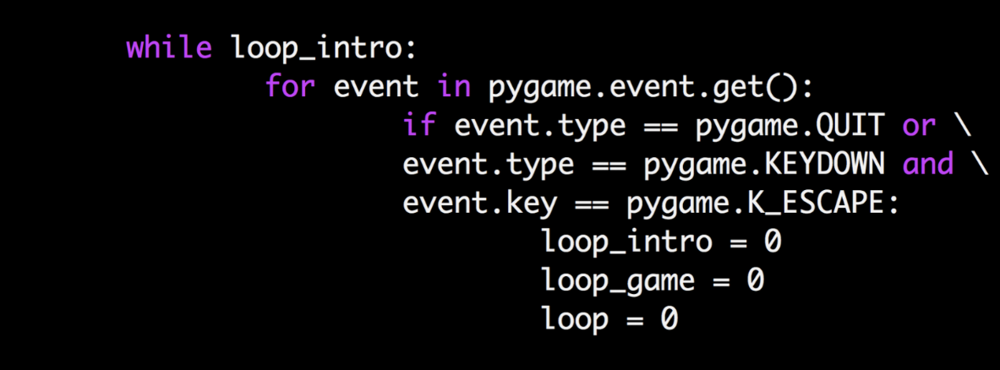 while loop_intro:
for event in pygame.event.get():
if event.type == pygame.QUIT or \
event.type == pygame.KEYDOWN and \
event.key == pygame.K_ESCAPE:
loop_intro = 0
loop_game = 0
loop = 0